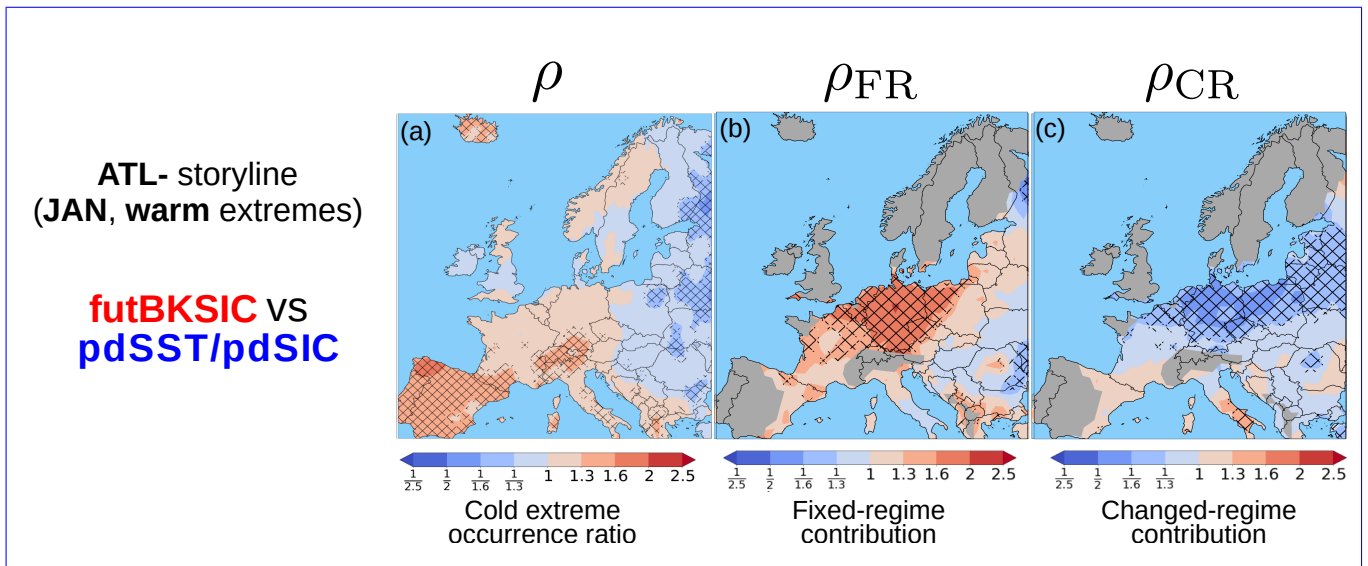 ρ
ρFR
ρCR
(a)
(b)
(c)
ATL- storyline
(JAN, warm extremes)
futBKSIC vs
pdSST/pdSIC
1/2.5 1/2 1/1.6 1/1.3 1 1.3 1.6 2 2.5
1/2.5 1/2 1/1.6 1/1.3 1 1.3 1.6 2 2.5
1/2.5 1/2 1/1.6 1/1.3 1 1.3 1.6 2 2.5
Cold extreme
occurrence ratio
Fixed-regime
contribution
Changed-regime
contribution